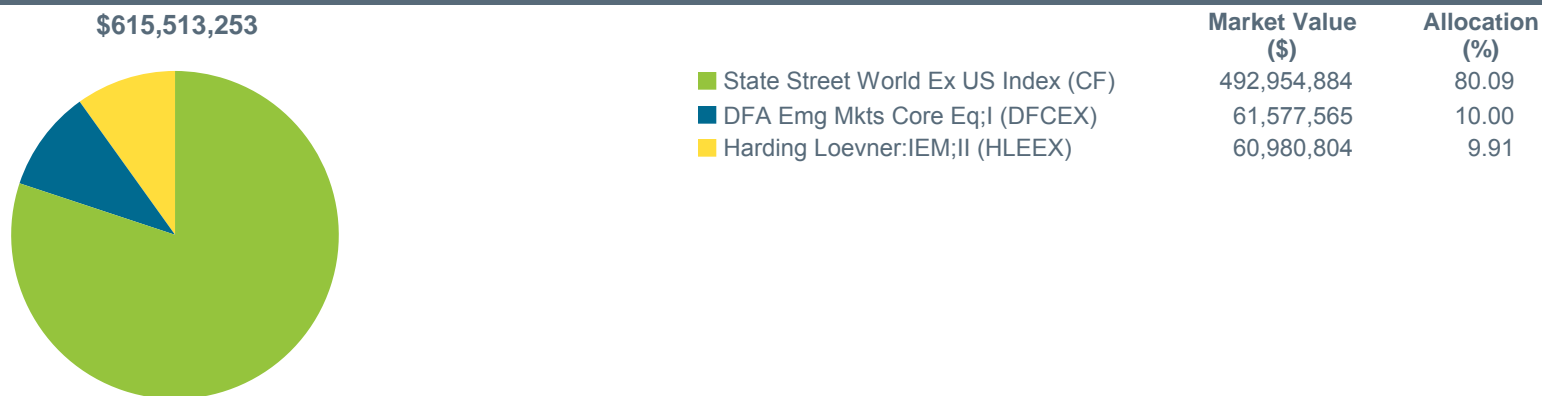 $615,513,253
Market Value
($)
Allocation
(%)
State Street World Ex US Index (CF) 492,954,884 80.09
DFA Emg Mkts Core Eq;I (DFCEX) 61,577,565 10.00
Harding Loevner:IEM;II (HLEEX) 60,980,804 9.91